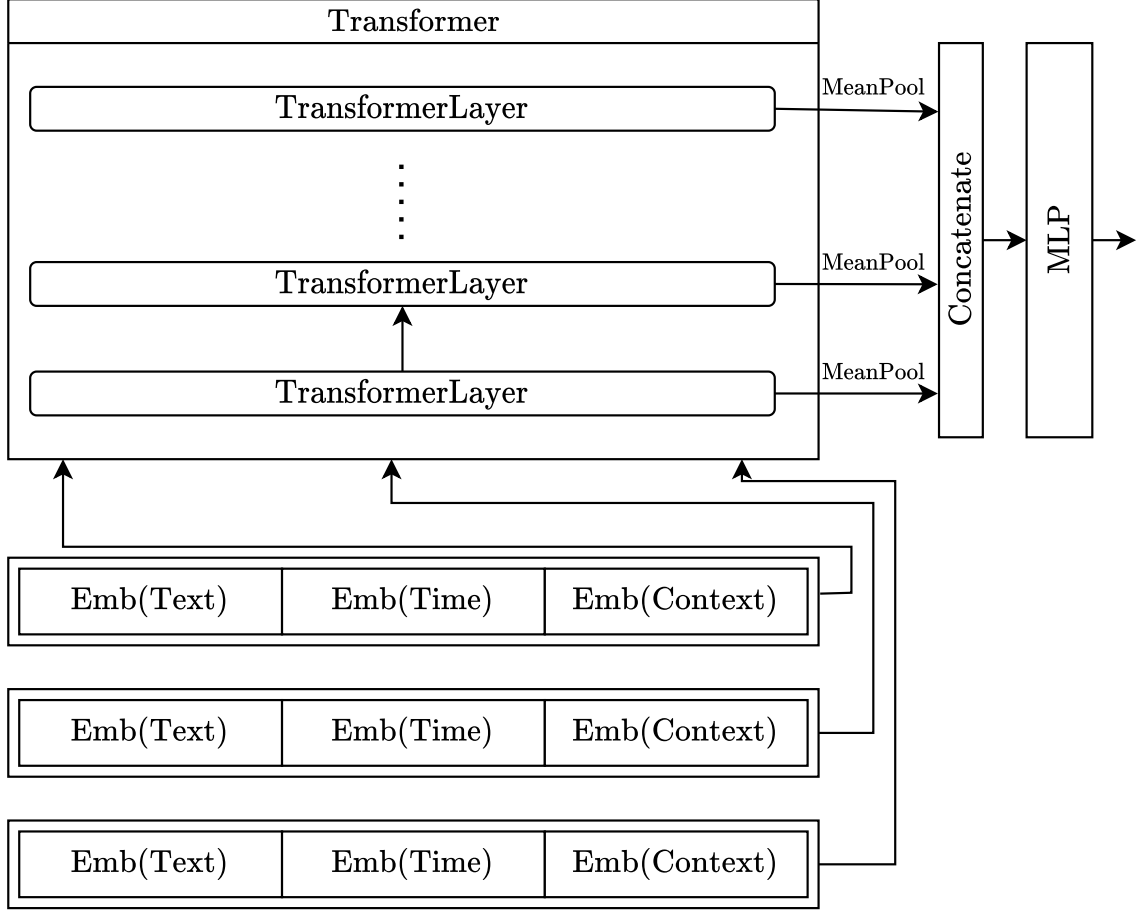 Transformer
TransformerLayer
MeanPool
TransformerLayer
MeanPool
TransformerLayer
MeanPool
Concatenate
MLP
Emb(Text) Emb(Time) Emb(Context)
Emb(Text) Emb(Time) Emb(Context)
Emb(Text) Emb(Time) Emb(Context)